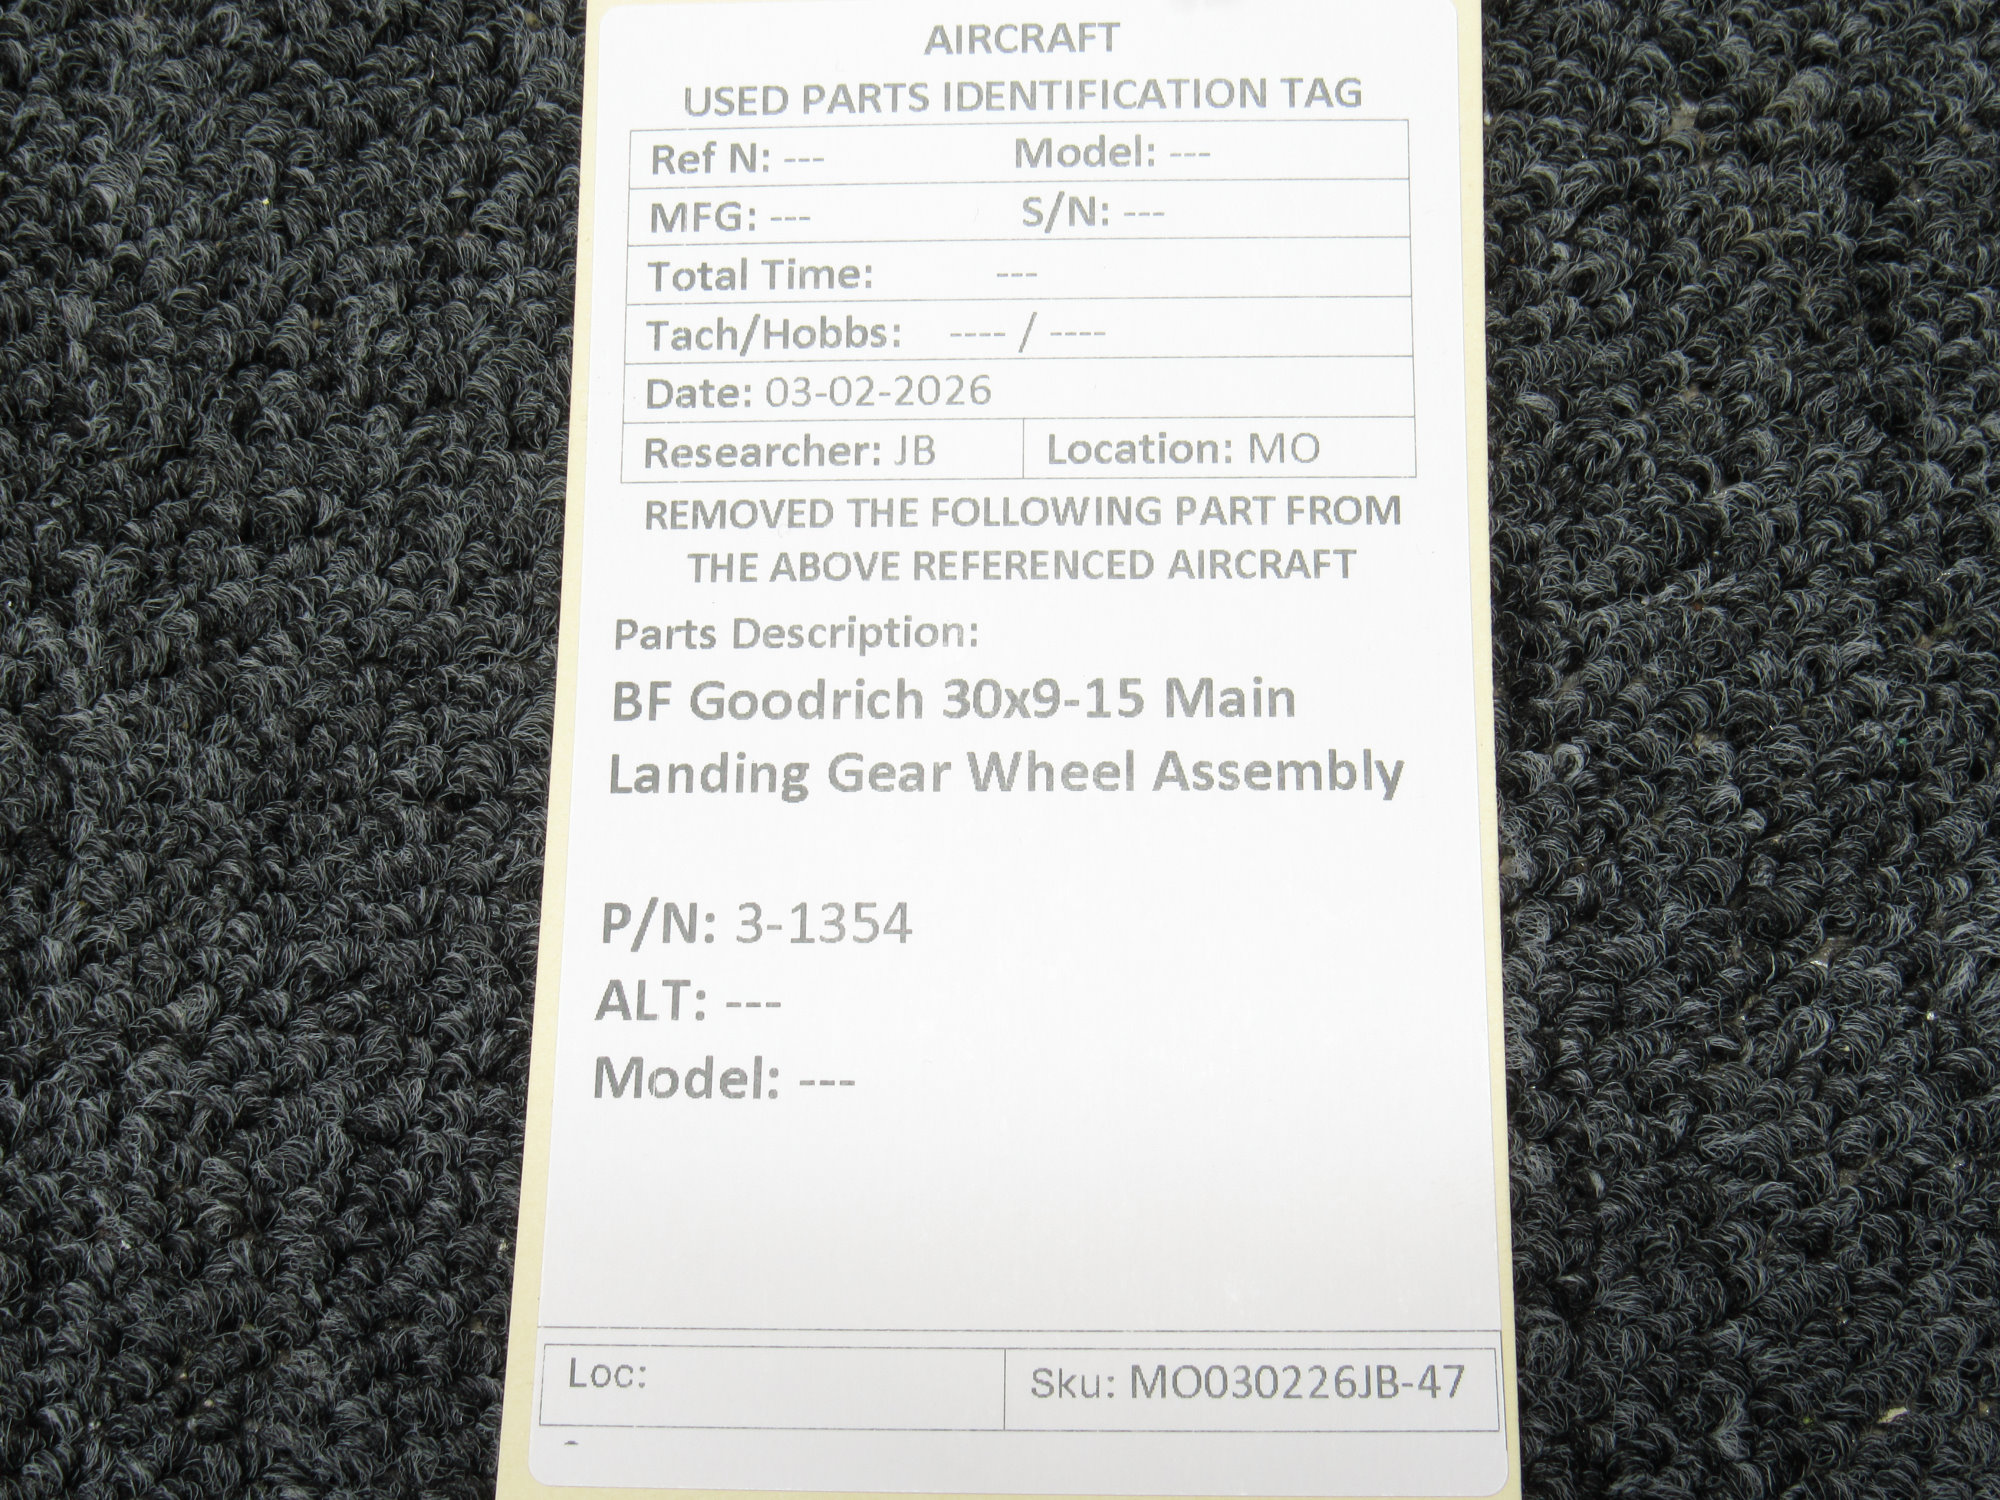 AIRCRAFT
USED PARTS IDENTIFICATION TAG
Ref N: --- Model: ---
MFG: --- S/N: ---
Total Time: ---
Tach/Hobbs: ---- / ----
Date: 03-02-2026
Researcher: JB Location: MO
REMOVED THE FOLLOWING PART FROM
THE ABOVE REFERENCED AIRCRAFT
Parts Description:
BF Goodrich 30x9-15 Main
Landing Gear Wheel Assembly
P/N: 3-1354
ALT: ---
Model: ---
Loc: Sku: MO030226JB-47